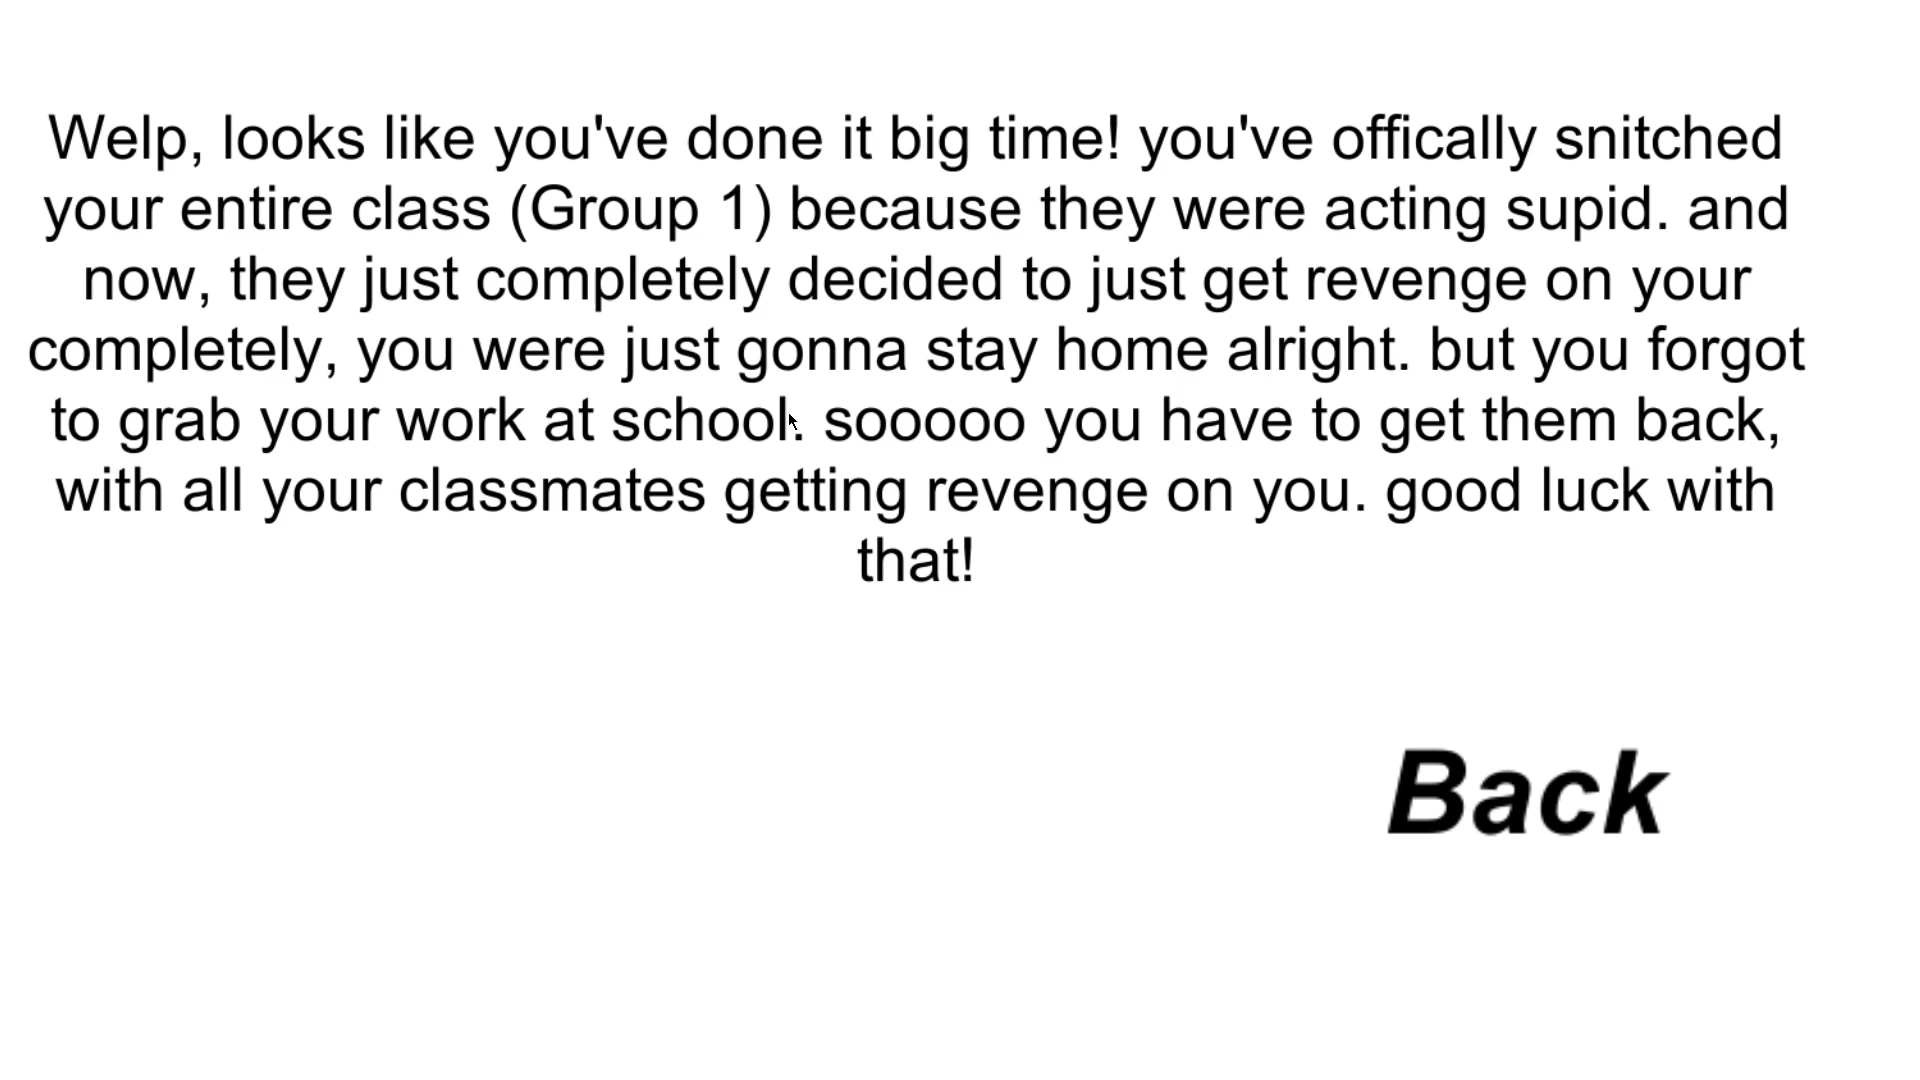 Welp, looks like you've done it big time! you've offically snitched
your entire class (Group 1) because they were acting supid. and
now, they just completely decided to just get revenge on your
completely, you were just gonna stay home alright. but you forgot
to grab your work at school. sooooo you have to get them back,
with all your classmates getting revenge on you. good luck with
that!
Back